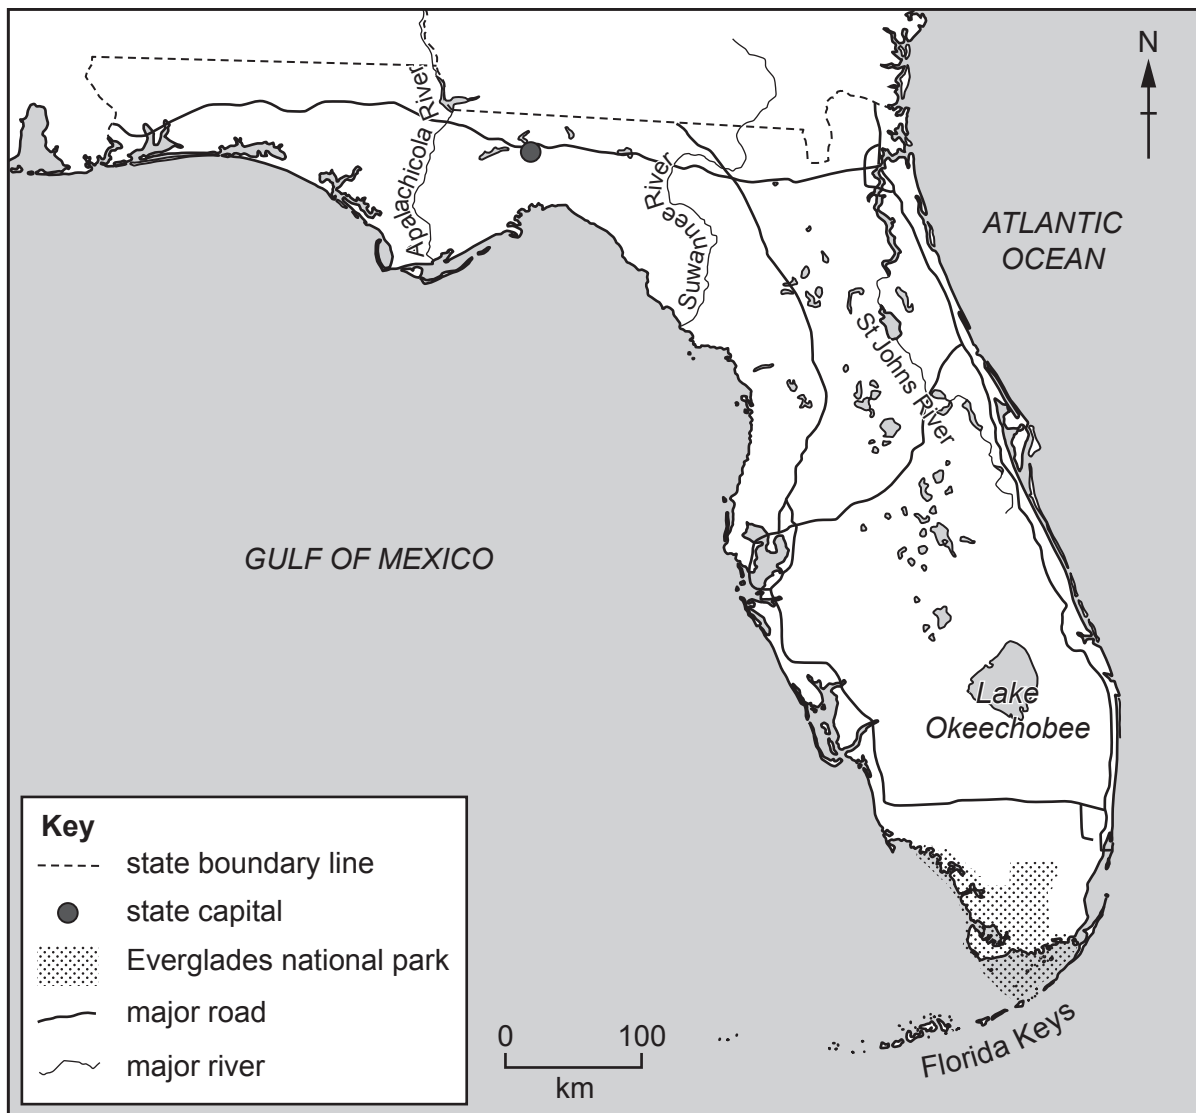 N
Apalachicola River
Suwannee River
ATLANTIC
OCEAN
St Johns River
GULF OF MEXICO
Lake
Okeechobee
Key
state boundary line
state capital
Everglades national park
major road
major river
0 100
km
Florida Keys